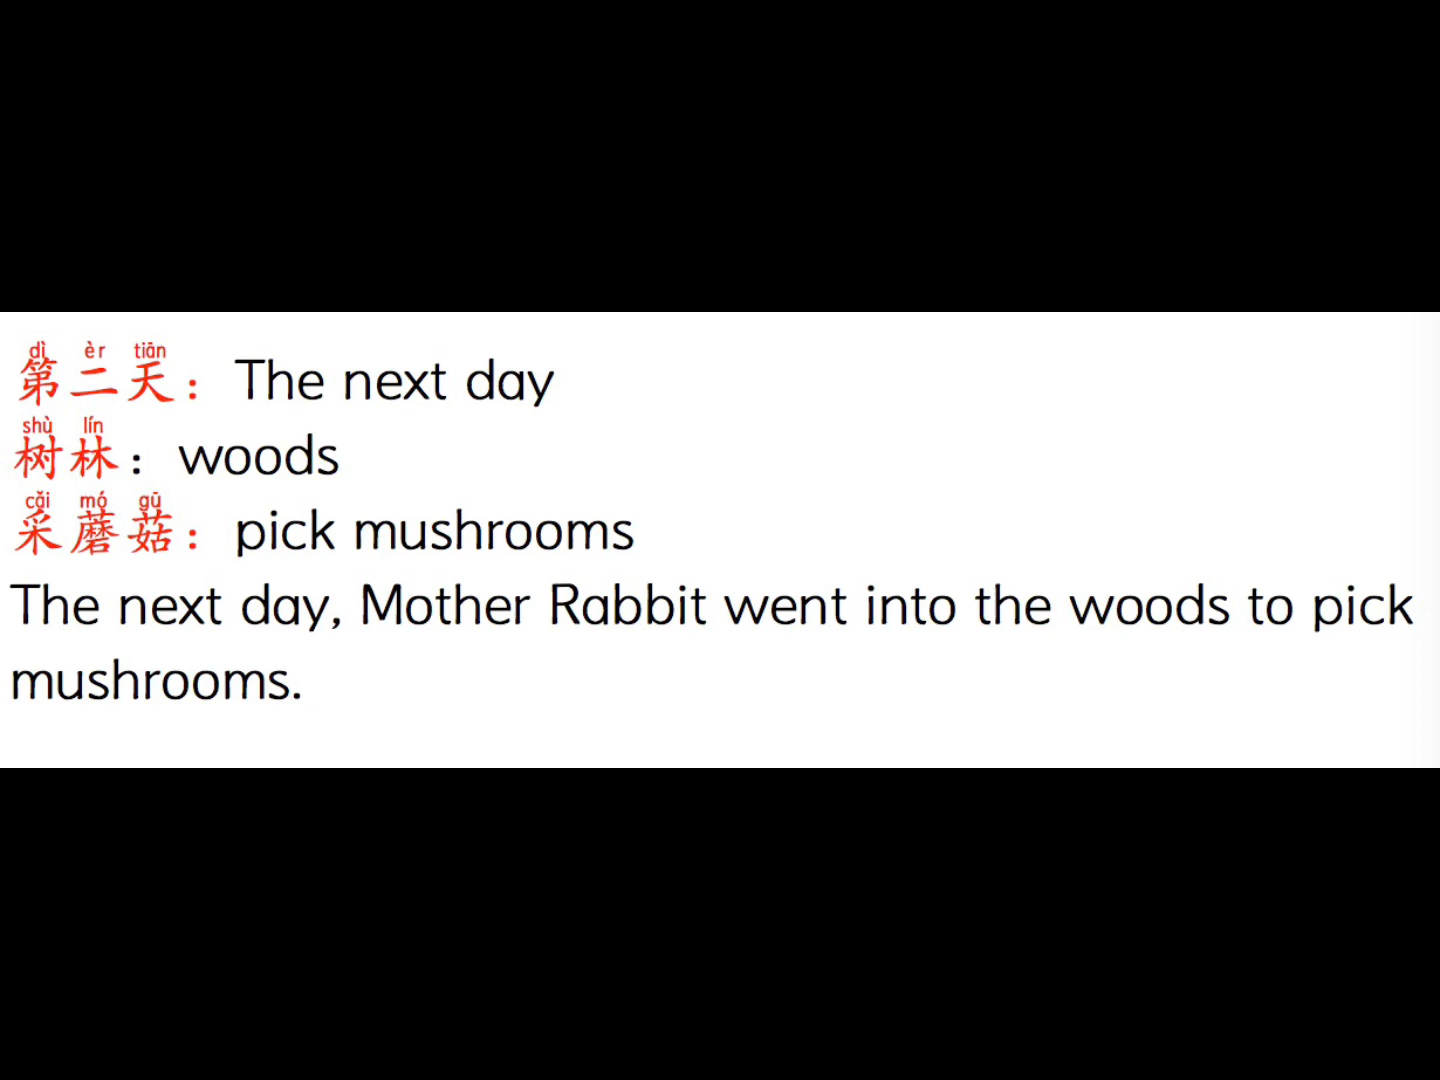 dì èr tiān
第二天：The next day
shù lín
树林：woods
cǎi mó gū
采蘑菇：pick mushrooms
The next day, Mother Rabbit went into the woods to pick
mushrooms.